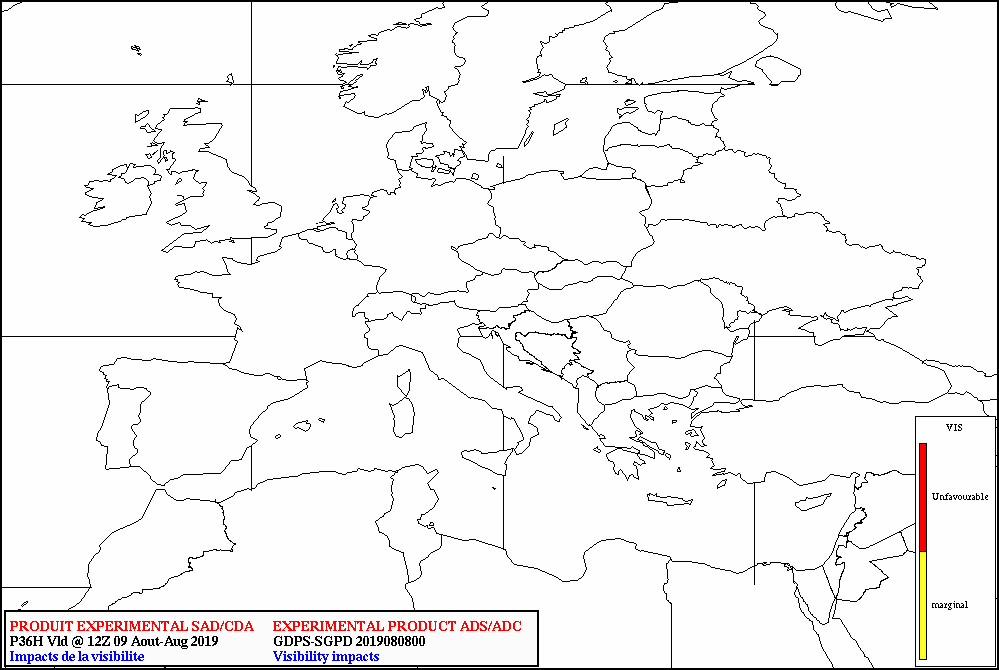 VIS
Unfavourable
marginal
PRODUIT EXPERIMENTAL SAD/CDA EXPERIMENTAL PRODUCT ADS/ADC
P36H Vld @ 12Z 09 Aout-Aug 2019 GDPS-SGPD 2019080800
Impacts de la visibilite Visibility impacts